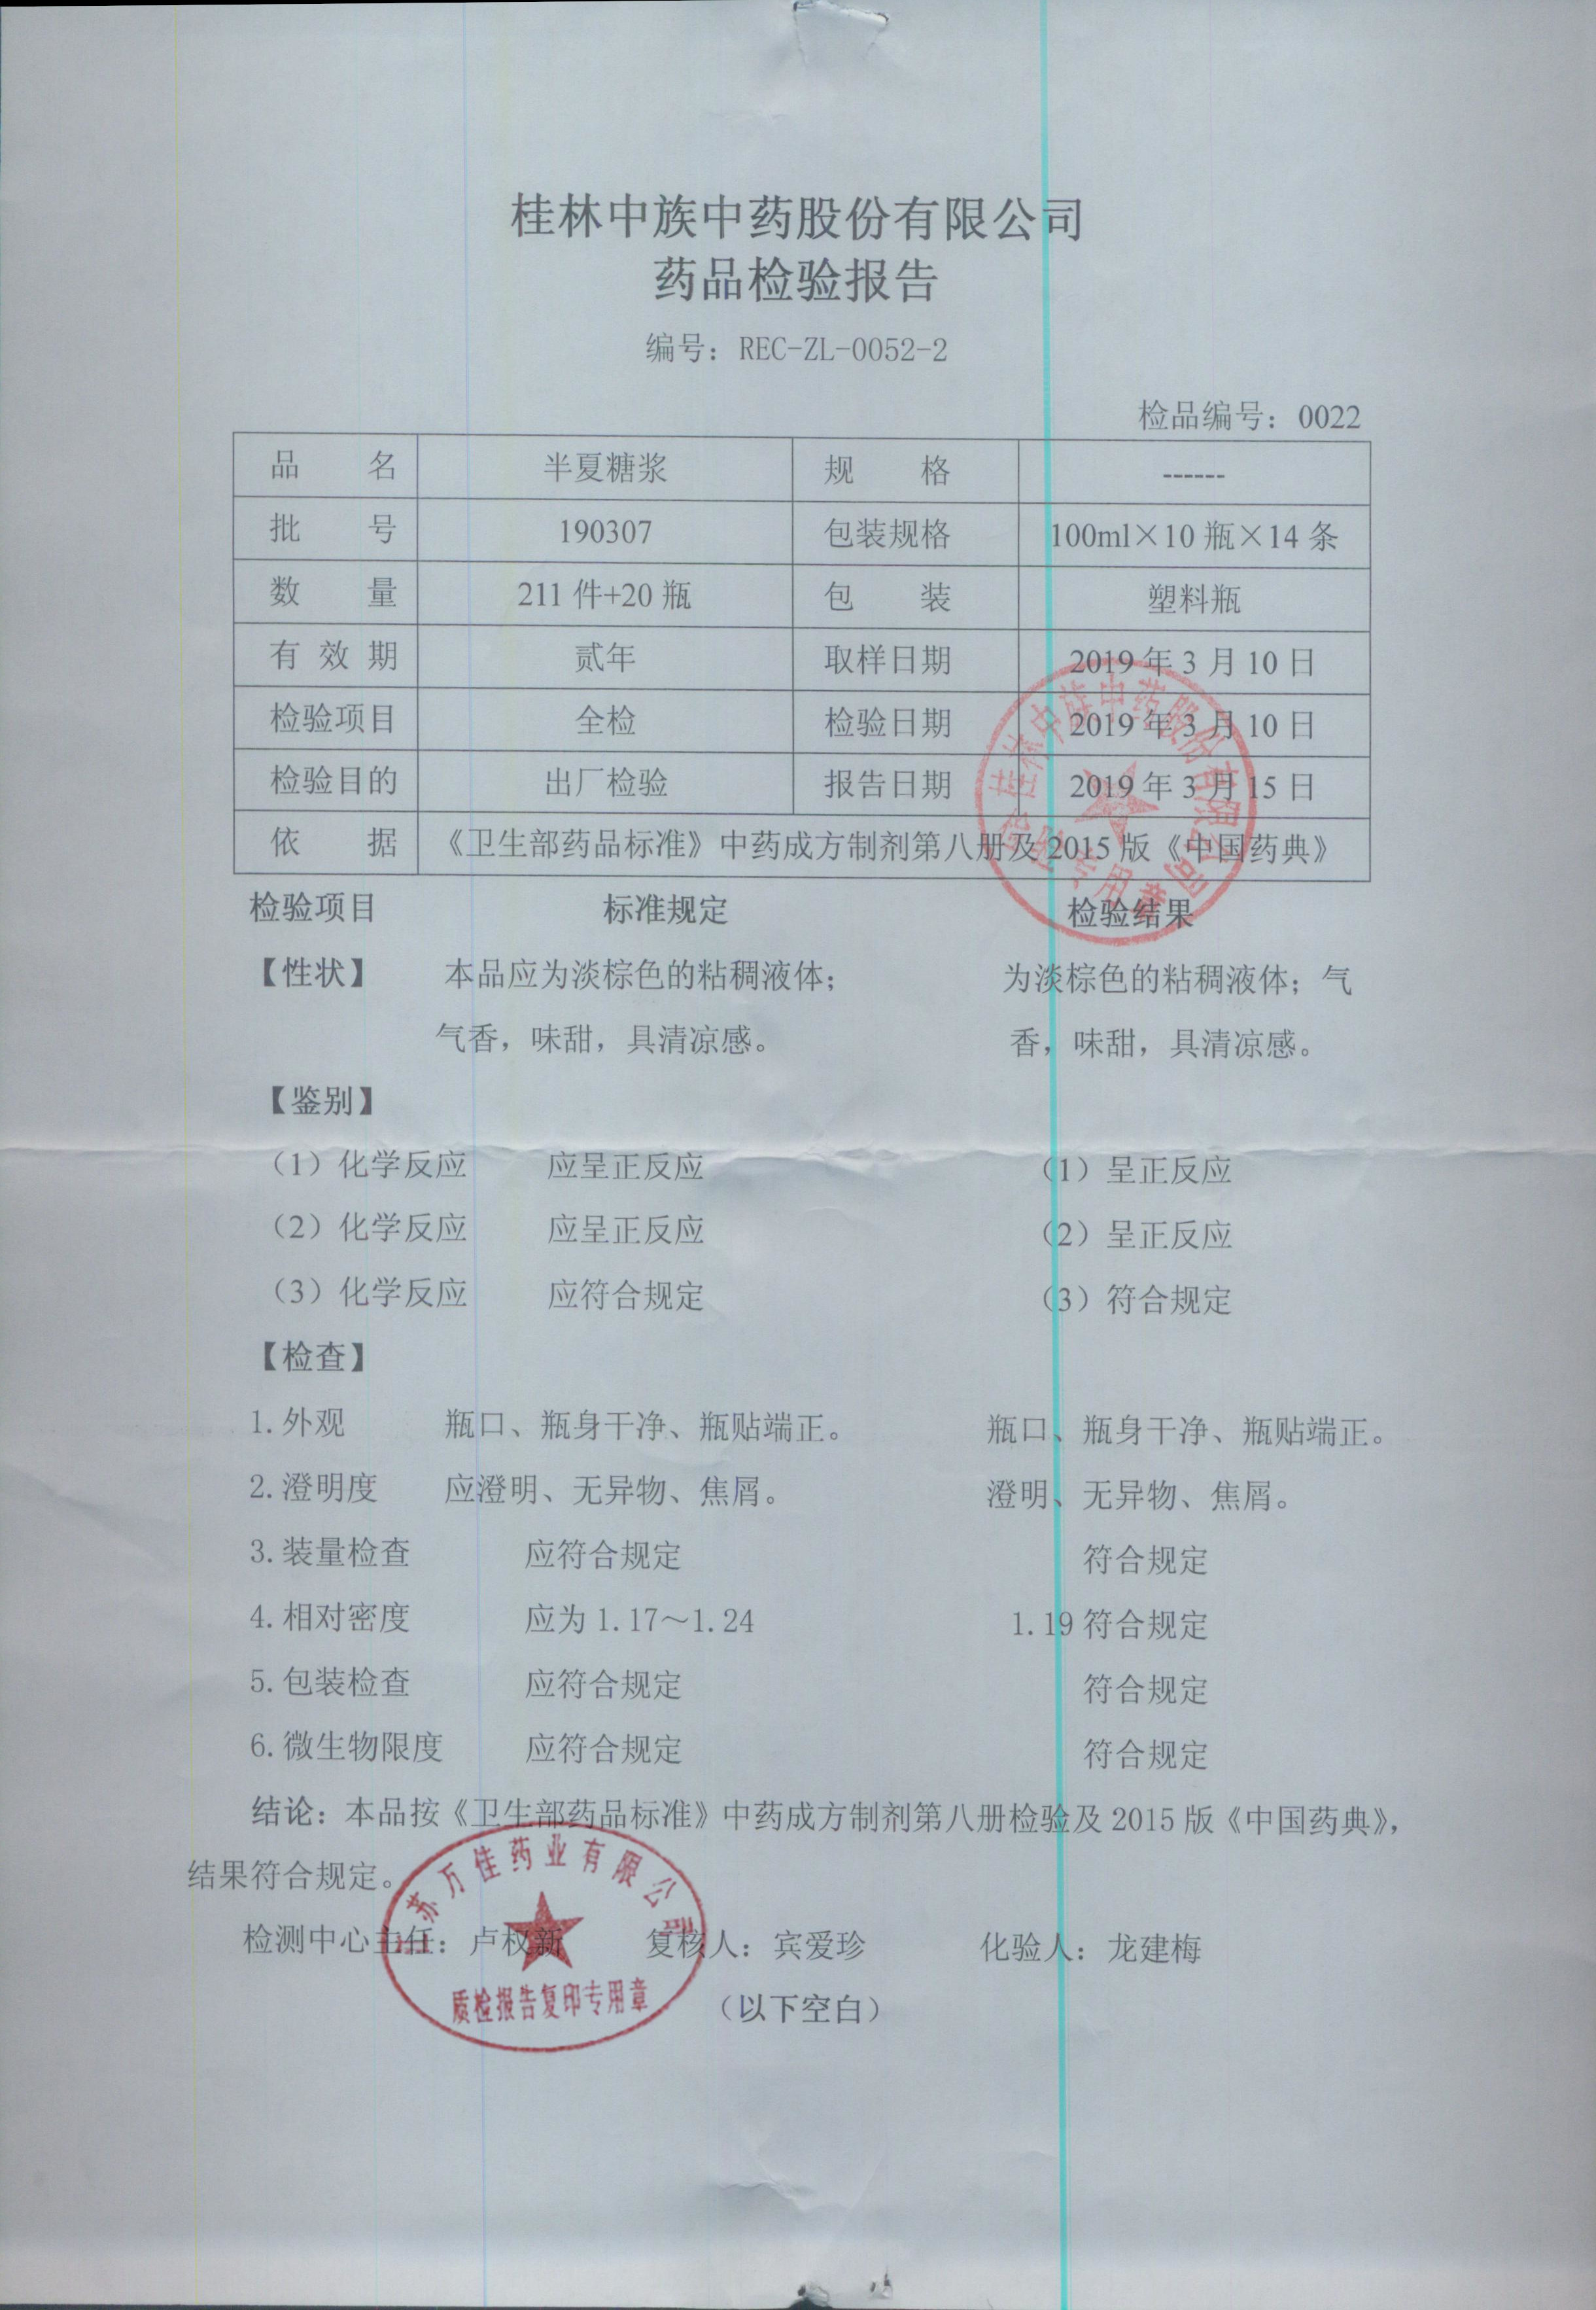 桂林中族中药股份有限公司
药品检验报告
编号：REC-ZL-0052-2
检品编号：0022
品名 半夏糖浆 规格 ------
批号 190307 包装规格 100ml×10瓶×14条
数量 211件+20瓶 包装 塑料瓶
有效期 贰年 取样日期 2019年3月10日
检验项目 全检 检验日期 2019年3月10日
检验目的 出厂检验 报告日期 2019年3月15日
依据 《卫生部药品标准》中药成方制剂第八册及2015版《中国药典》
桂林中族中药股份有限公司
专用章
检验项目 标准规定 检验结果
【性状】 本品应为淡棕色的粘稠液体； 为淡棕色的粘稠液体；气
气香，味甜，具清凉感。 香，味甜，具清凉感。
【鉴别】
（1）化学反应 应呈正反应 （1）呈正反应
（2）化学反应 应呈正反应 （2）呈正反应
（3）化学反应 应符合规定 （3）符合规定
【检查】
1.外观 瓶口、瓶身干净、瓶贴端正。 瓶口、瓶身干净、瓶贴端正。
2.澄明度 应澄明、无异物、焦屑。 澄明、无异物、焦屑。
3.装量检查 应符合规定 符合规定
4.相对密度 应为1.17～1.24 1.19符合规定
5.包装检查 应符合规定 符合规定
6.微生物限度 应符合规定 符合规定
结论：本品按《卫生部药品标准》中药成方制剂第八册检验及2015版《中国药典》，
结果符合规定。
检测中心主任：卢权新 复核人：宾爱珍 化验人：龙建梅
苏万佳药业有限公司
质检报告复印专用章
（以下空白）